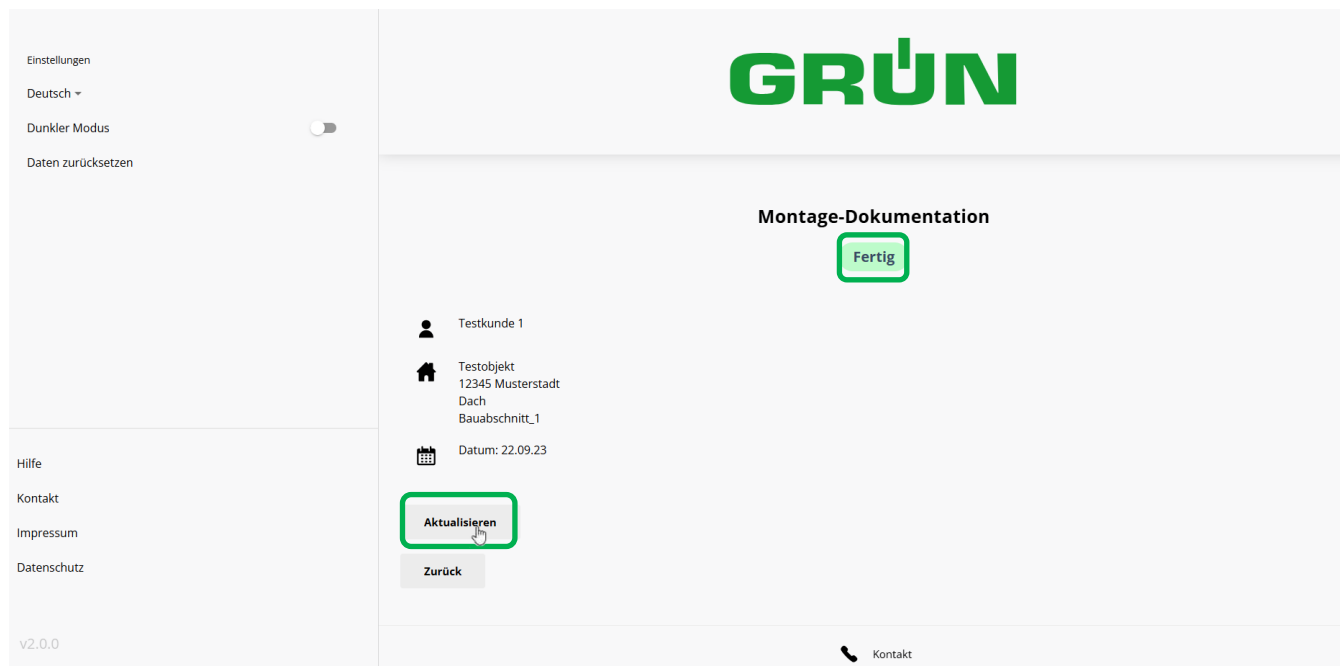 Einstellungen
Deutsch
Dunkler Modus
Daten zurücksetzen
Hilfe
Kontakt
Impressum
Datenschutz
v2.0.0
GRÜN
Montage-Dokumentation
Fertig
Testkunde 1
Testobjekt
12345 Musterstadt
Dach
Bauabschnitt_1
Datum: 22.09.23
Aktualisieren
Zurück
Kontakt